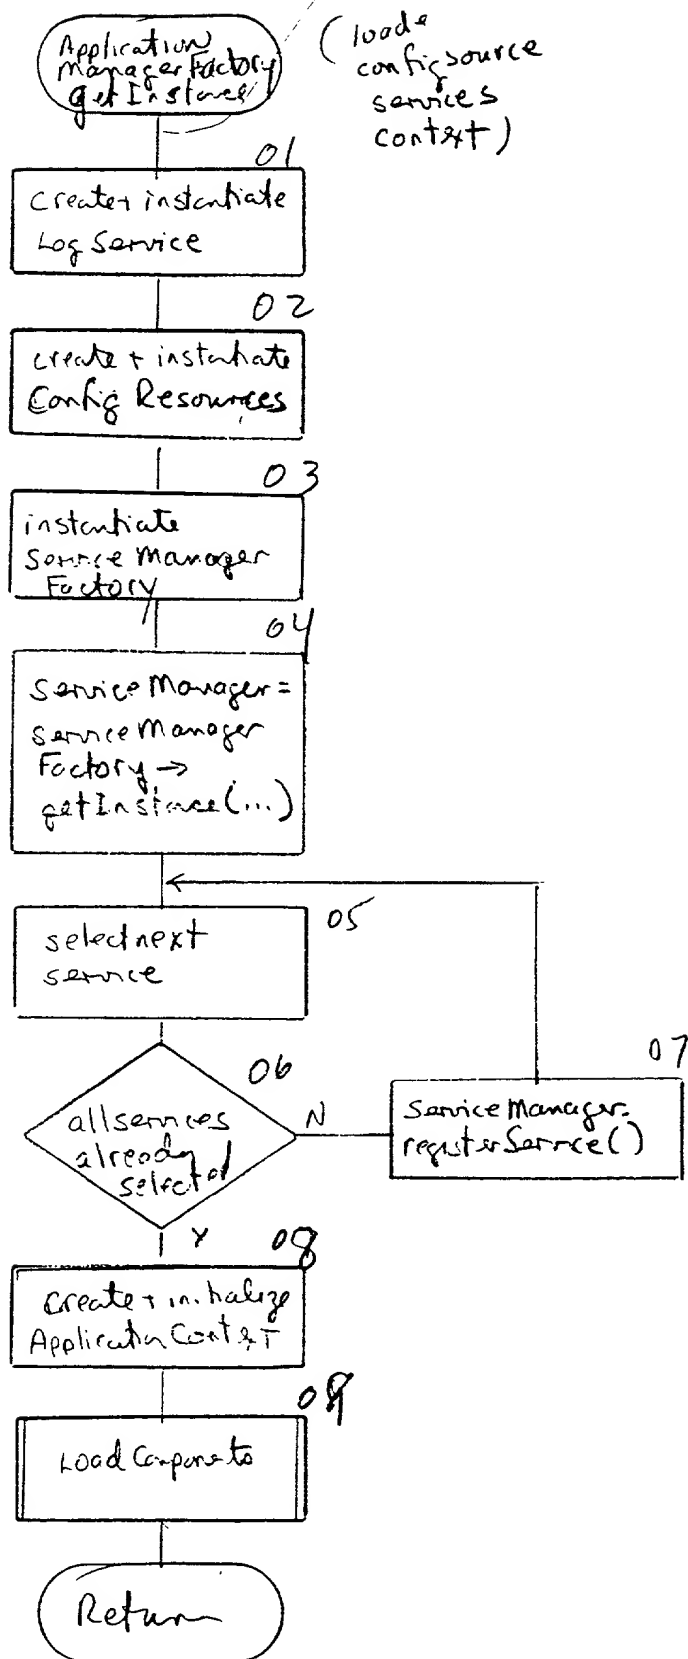 Application
ManagerFactory
getInstance
(load
configsource
services
context)
01
create + instantiate
Log Service
02
create + instantiate
Config Resources
03
instantiate
Service Manager
Factory
04
Service Manager =
Service Manager
Factory →
getInstance(...)
05
select next
service
06
all services
already
selected
N
07
Service Manager.
registerService()
Y
08
Create + initialize
Application Context
09
Load Components
Return